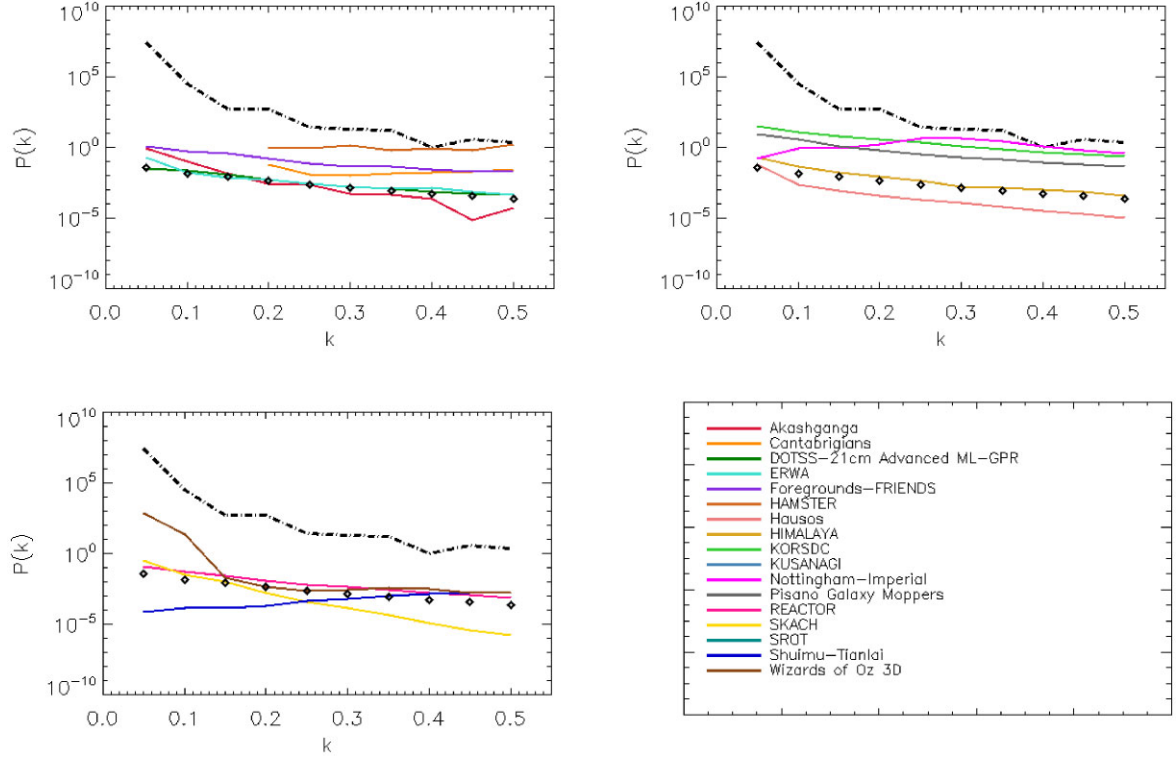 10^10
10^5
10^0
10^-5
10^-10
P(k)
0.0 0.1 0.2 0.3 0.4 0.5
k
10^10
10^5
10^0
10^-5
10^-10
P(k)
0.0 0.1 0.2 0.3 0.4 0.5
k
10^10
10^5
10^0
10^-5
10^-10
P(k)
0.0 0.1 0.2 0.3 0.4 0.5
k
Akashganga
Cantabrigians
DOTSS-21cm Advanced ML-GPR
ERWA
Foregrounds-FRIENDS
HAMSTER
Hausos
HIMALAYA
KORSDC
KUSANAGI
Nottingham-Imperial
Pisano Galaxy Moppers
REACTOR
SKACH
SROT
Shuimu-Tianlai
Wizards of Oz 3D